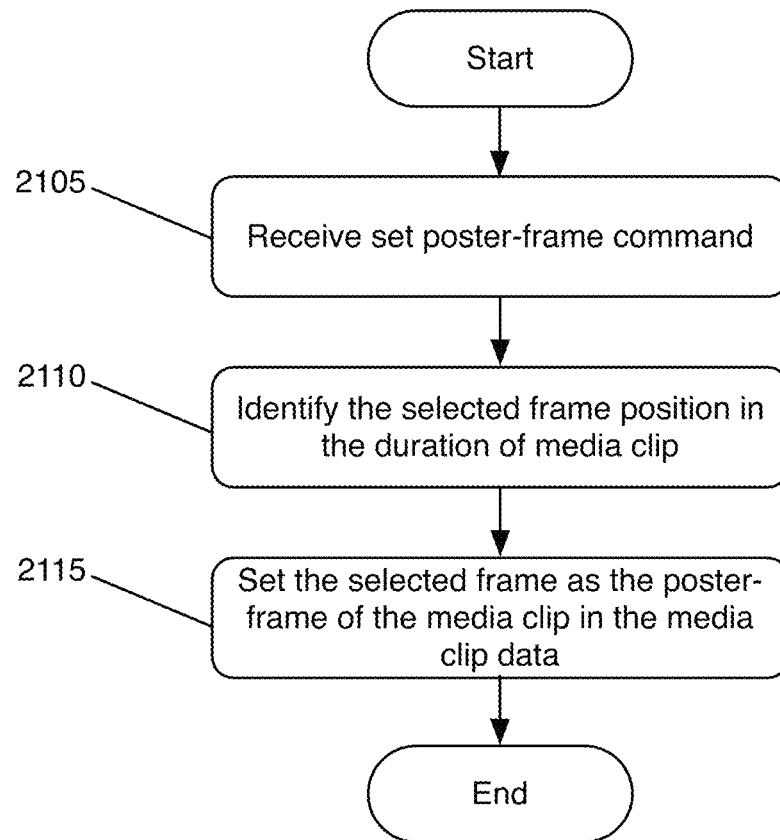 Start
2105
Receive set poster-frame command
2110
Identify the selected frame position in
the duration of media clip
2115
Set the selected frame as the poster-
frame of the media clip in the media
clip data
End